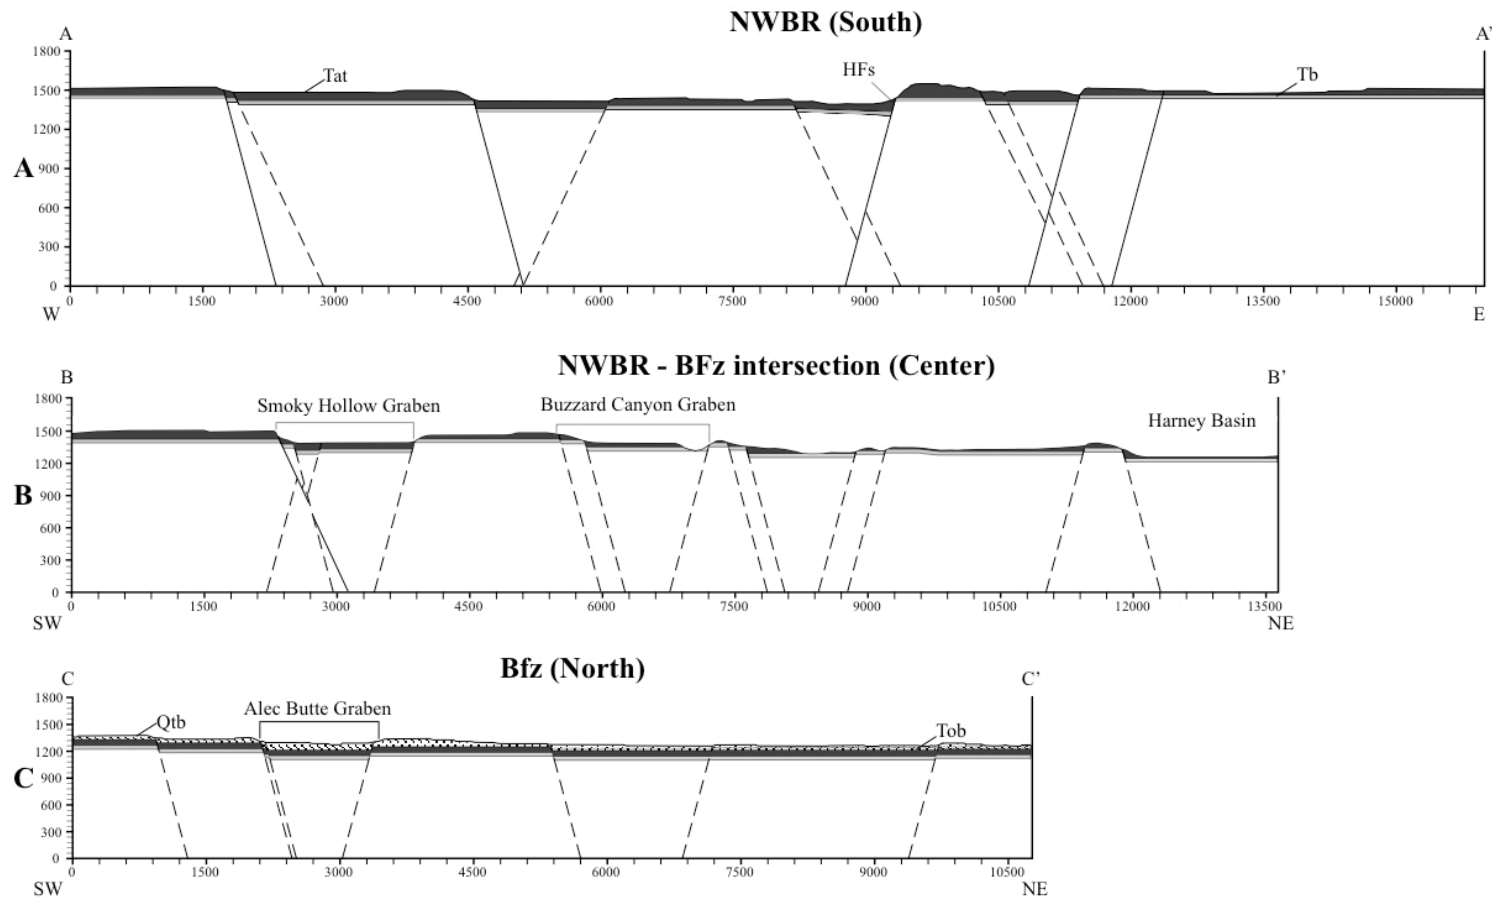 NWBR (South)
A
A'
1800
1500
1200
900
600
300
0
Tat
HFs
Tb
A
0 1500 3000 4500 6000 7500 9000 10500 12000 13500 15000
W
E
NWBR - BFz intersection (Center)
B
B’
1800
1500
1200
900
600
300
0
Smoky Hollow Graben
Buzzard Canyon Graben
Harney Basin
B
0 1500 3000 4500 6000 7500 9000 10500 12000 13500
SW
NE
Bfz (North)
C
C’
1800
1500
1200
900
600
300
0
Qtb
Alec Butte Graben
Tob
C
0 1500 3000 4500 6000 7500 9000 10500
SW
NE